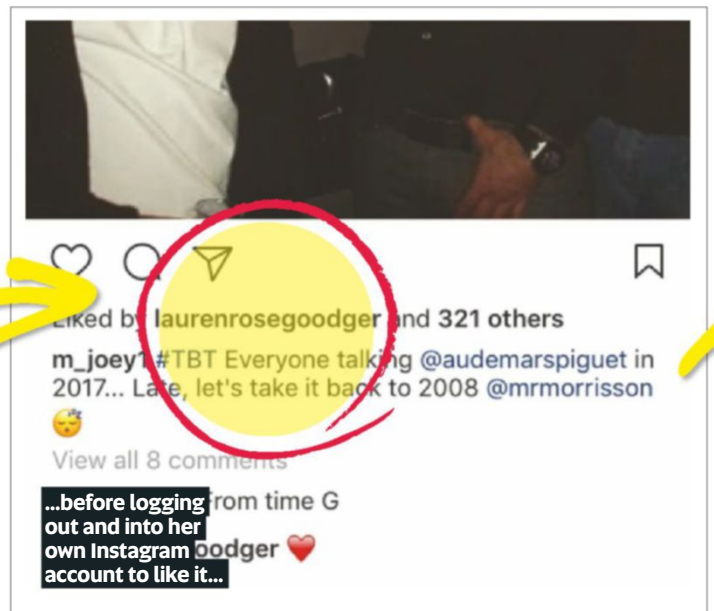 Liked by laurenrosegoodger and 321 others
m_joey1 #TBT Everyone talking @audemarspiguet in
2017... Late, let's take it back to 2008 @mrmorrisson
😴
View all 8 comments
From time G
oodger ❤️
...before logging
out and into her
own Instagram
account to like it...